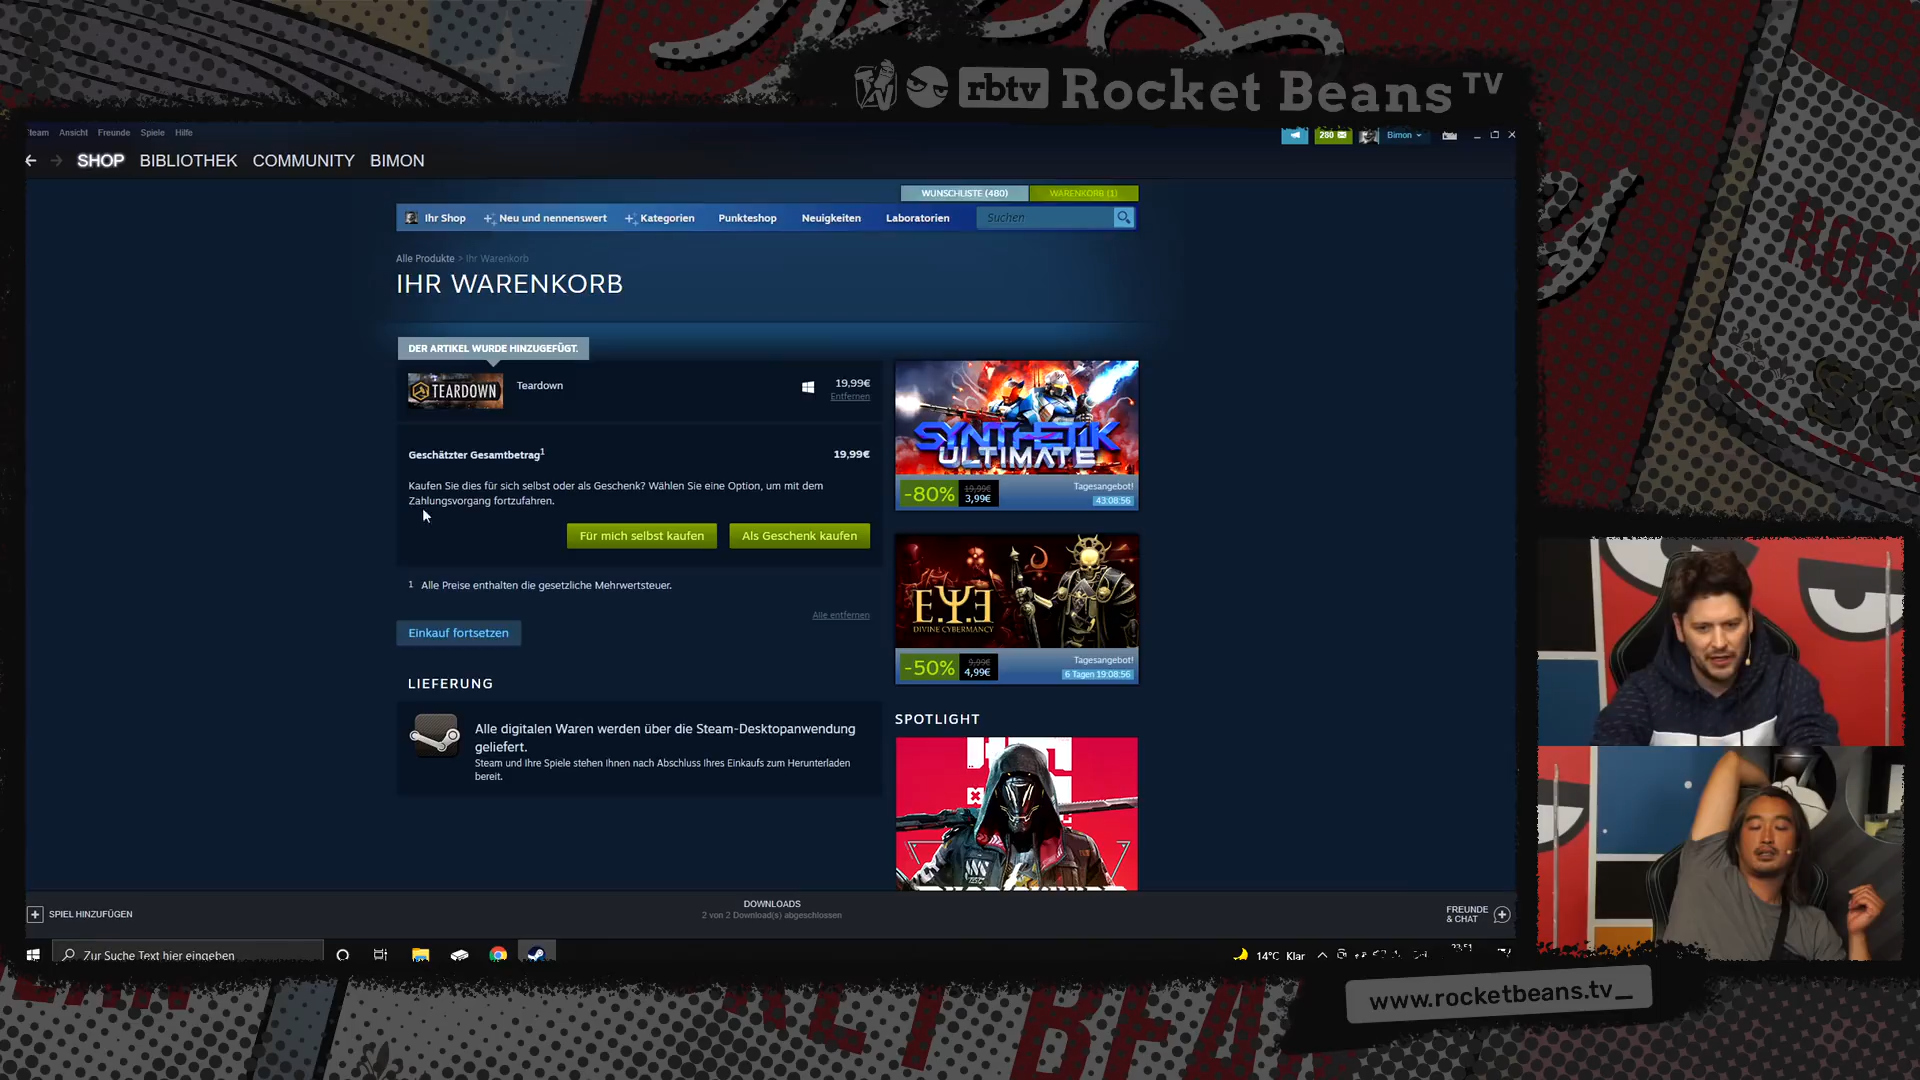 rbtv Rocket Beans TV
Ansicht Freunde Spiele Hilfe
280 Bimon
SHOP BIBLIOTHEK COMMUNITY BIMON
WUNSCHLISTE (480) WARENKORB (1)
Ihr Shop Neu und nennenswert Kategorien Punkteshop Neuigkeiten Laboratorien Suchen
Alle Produkte > Ihr Warenkorb
IHR WARENKORB
DER ARTIKEL WURDE HINZUGEFÜGT.
TEARDOWN
Teardown
19,99€
Entfernen
Geschätzter Gesamtbetrag¹ 19,99€
Kaufen Sie dies für sich selbst oder als Geschenk? Wählen Sie eine Option, um mit dem
Zahlungsvorgang fortzufahren.
Für mich selbst kaufen Als Geschenk kaufen
1 Alle Preise enthalten die gesetzliche Mehrwertsteuer.
Alle entfernen
Einkauf fortsetzen
LIEFERUNG
Alle digitalen Waren werden über die Steam-Desktopanwendung
geliefert.
Steam und Ihre Spiele stehen Ihnen nach Abschluss Ihres Einkaufs zum Herunterladen
bereit.
SYNTHETIK
ULTIMATE
-80% 19,99€ 3,99€
Tagesangebot!
43:08:56
E.Y.E
DIVINE CYBERMANCY
-50% 9,99€ 4,99€
Tagesangebot!
6 Tagen 19:08:56
SPOTLIGHT
SPIEL HINZUFÜGEN
DOWNLOADS
2 von 2 Download(s) abgeschlossen
FREUNDE
& CHAT
Zur Suche Text hier eingeben
14°C Klar
www.rocketbeans.tv_